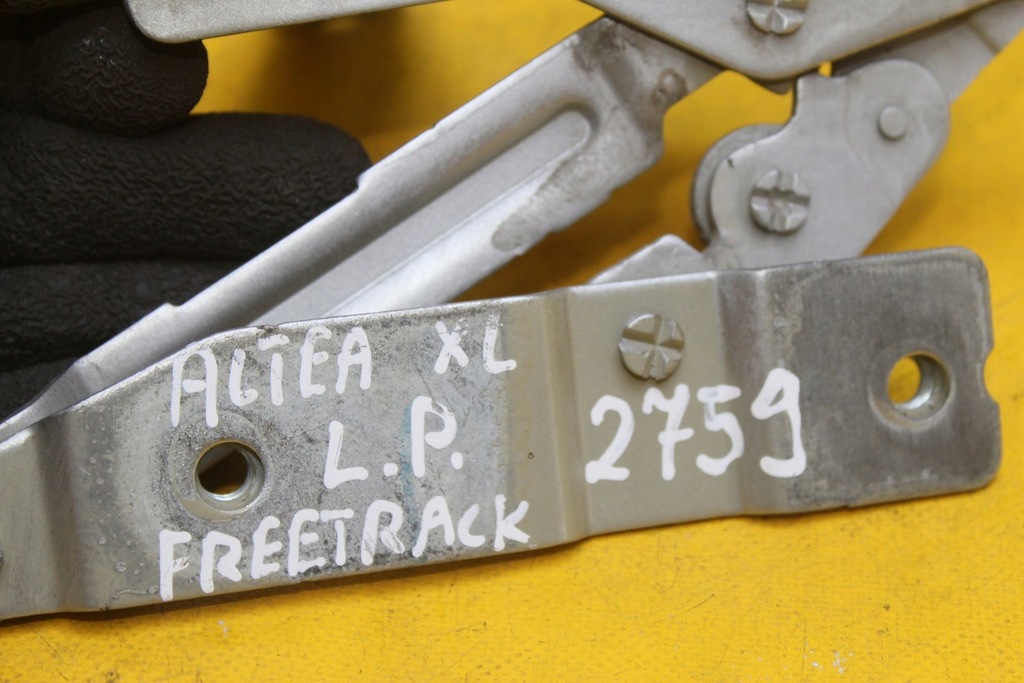 ALTEA XL
L.P. 2759
FREETRACK